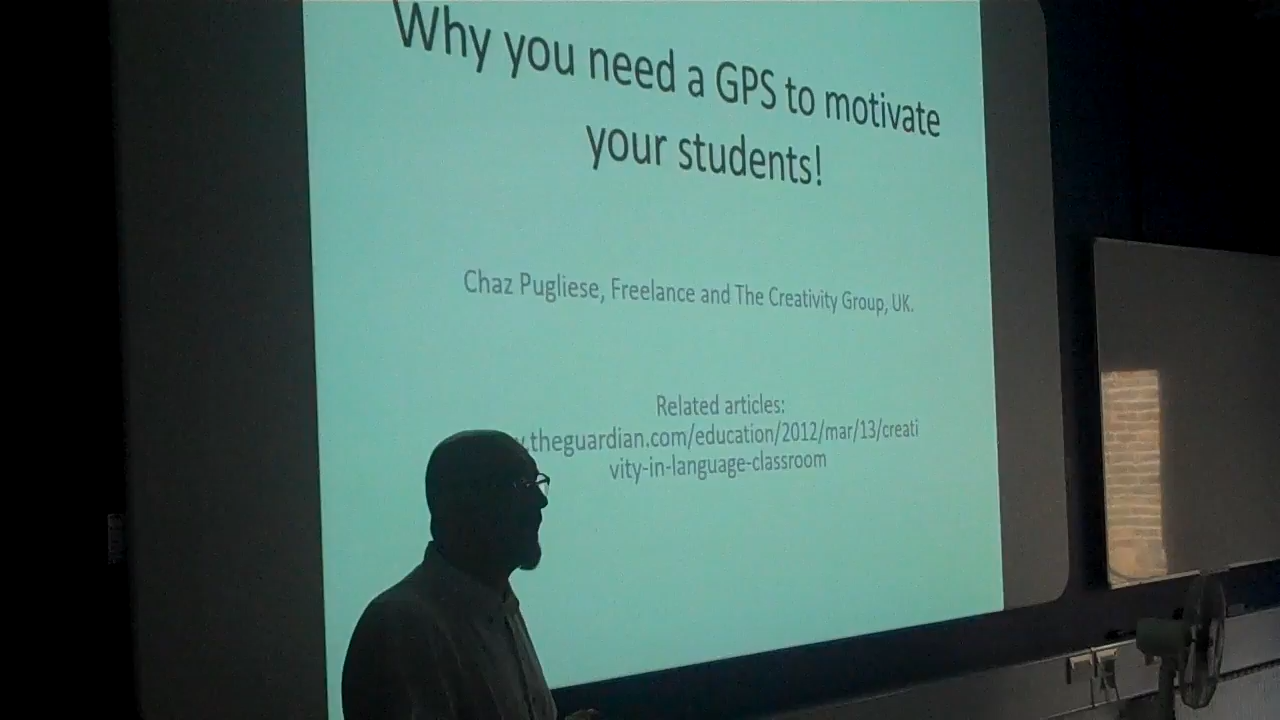 Why you need a GPS to motivate
your students!
Chaz Pugliese, Freelance and The Creativity Group, UK.
Related articles:
.theguardian.com/education/2012/mar/13/creati
vity-in-language-classroom